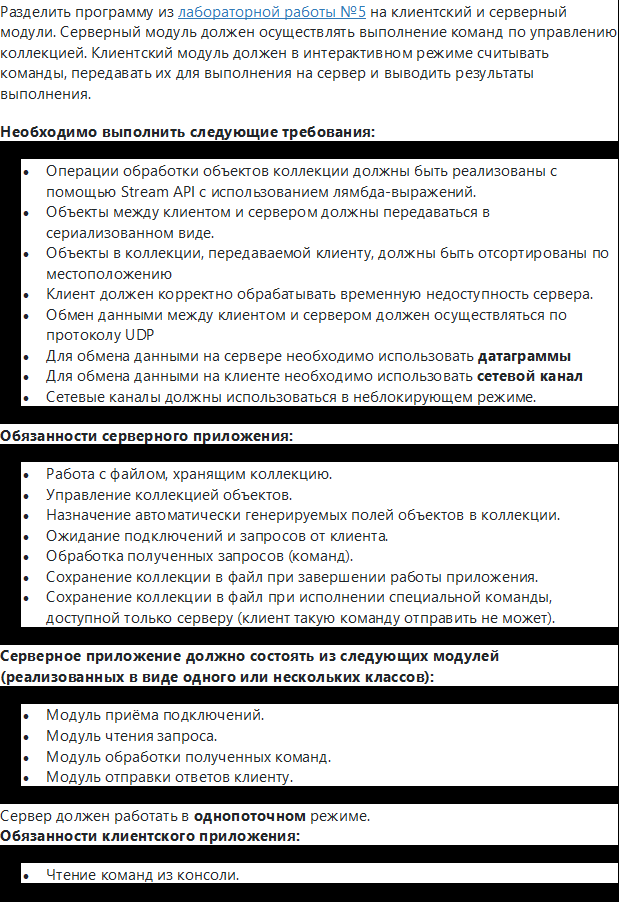 Разделить программу из лабораторной работы №5 на клиентский и серверный
модули. Серверный модуль должен осуществлять выполнение команд по управлению
коллекцией. Клиентский модуль должен в интерактивном режиме считывать
команды, передавать их для выполнения на сервер и выводить результаты
выполнения.
Необходимо выполнить следующие требования:
• Операции обработки объектов коллекции должны быть реализованы с
помощью Stream API с использованием лямбда-выражений.
• Объекты между клиентом и сервером должны передаваться в
сериализованном виде.
• Объекты в коллекции, передаваемой клиенту, должны быть отсортированы по
местоположению
• Клиент должен корректно обрабатывать временную недоступность сервера.
• Обмен данными между клиентом и сервером должен осуществляться по
протоколу UDP
• Для обмена данными на сервере необходимо использовать датаграммы
• Для обмена данными на клиенте необходимо использовать сетевой канал
• Сетевые каналы должны использоваться в неблокирующем режиме.
Обязанности серверного приложения:
• Работа с файлом, хранящим коллекцию.
• Управление коллекцией объектов.
• Назначение автоматически генерируемых полей объектов в коллекции.
• Ожидание подключений и запросов от клиента.
• Обработка полученных запросов (команд).
• Сохранение коллекции в файл при завершении работы приложения.
• Сохранение коллекции в файл при исполнении специальной команды,
доступной только серверу (клиент такую команду отправить не может).
Серверное приложение должно состоять из следующих модулей
(реализованных в виде одного или нескольких классов):
• Модуль приёма подключений.
• Модуль чтения запроса.
• Модуль обработки полученных команд.
• Модуль отправки ответов клиенту.
Сервер должен работать в однопоточном режиме.
Обязанности клиентского приложения:
• Чтение команд из консоли.